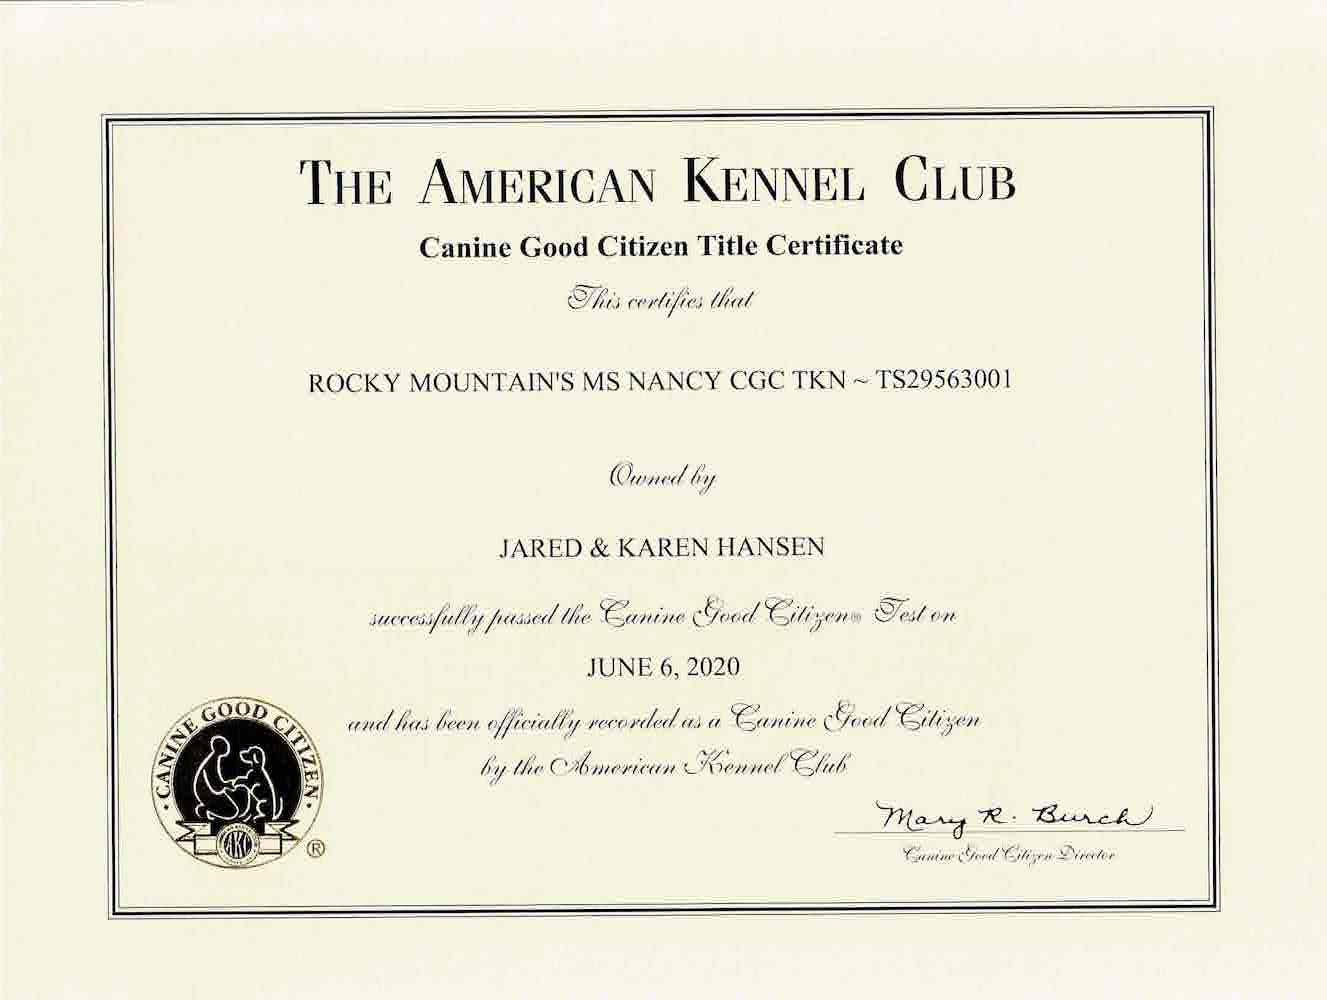 THE AMERICAN KENNEL CLUB
Canine Good Citizen Title Certificate
This certifies that
ROCKY MOUNTAIN'S MS NANCY CGC TKN ~ TS29563001
Owned by
JARED & KAREN HANSEN
successfully passed the Canine Good Citizen® Test on
JUNE 6, 2020
and has been officially recorded as a Canine Good Citizen
by the American Kennel Club
· CANINE GOOD CITIZEN ·
AKC
®
Mary R. Burch
Canine Good Citizen Director